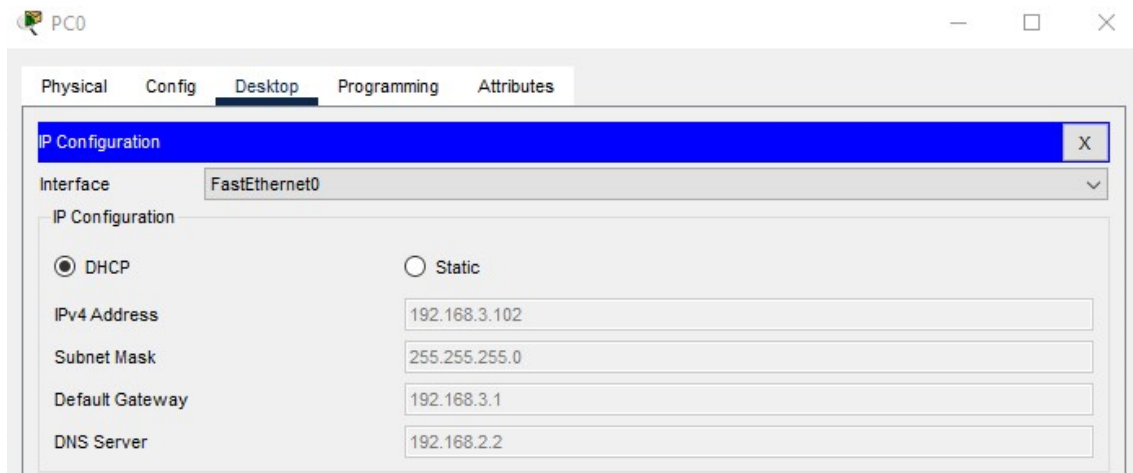 PC0
Physical Config Desktop Programming Attributes
IP Configuration X
Interface FastEthernet0
IP Configuration
DHCP Static
IPv4 Address 192.168.3.102
Subnet Mask 255.255.255.0
Default Gateway 192.168.3.1
DNS Server 192.168.2.2